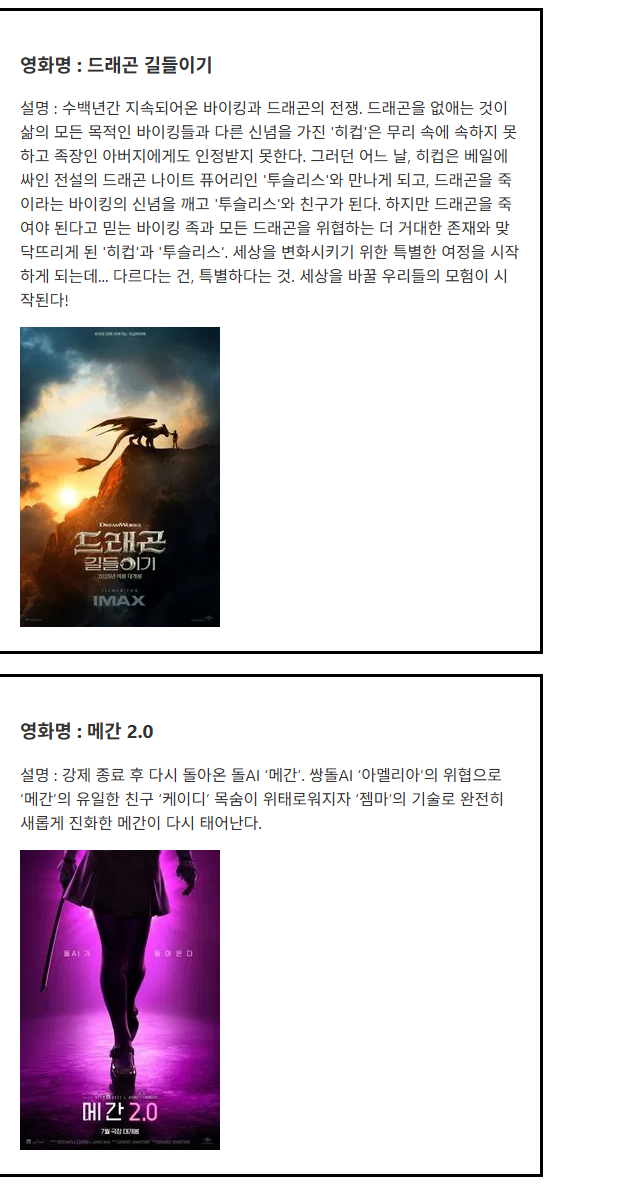 영화명 : 드래곤 길들이기
설명 : 수백년간 지속되어온 바이킹과 드래곤의 전쟁. 드래곤을 없애는 것이
삶의 모든 목적인 바이킹들과 다른 신념을 가진 '히컵'은 무리 속에 속하지 못
하고 족장인 아버지에게도 인정받지 못한다. 그러던 어느 날, 히컵은 베일에
싸인 전설의 드래곤 나이트 퓨어리인 '투슬리스'와 만나게 되고, 드래곤을 죽
이라는 바이킹의 신념을 깨고 '투슬리스'와 친구가 된다. 하지만 드래곤을 죽
여야 된다고 믿는 바이킹 족과 모든 드래곤을 위협하는 더 거대한 존재와 맞
닥뜨리게 된 '히컵'과 '투슬리스'. 세상을 변화시키기 위한 특별한 여정을 시작
하게 되는데... 다르다는 건, 특별하다는 것. 세상을 바꿀 우리들의 모험이 시
작된다!
DREAMWORKS
드래곤
길들이기
2025년 여름 대개봉
FILMED FOR
IMAX
영화명 : 메간 2.0
설명 : 강제 종료 후 다시 돌아온 돌AI ‘메간’. 쌍돌AI ‘아멜리아’의 위협으로
‘메간’의 유일한 친구 ‘케이디’ 목숨이 위태로워지자 ‘젬마’의 기술로 완전히
새롭게 진화한 메간이 다시 태어난다.
돌AI 가 돌아온다
메간 2.0
7월 극장 대개봉